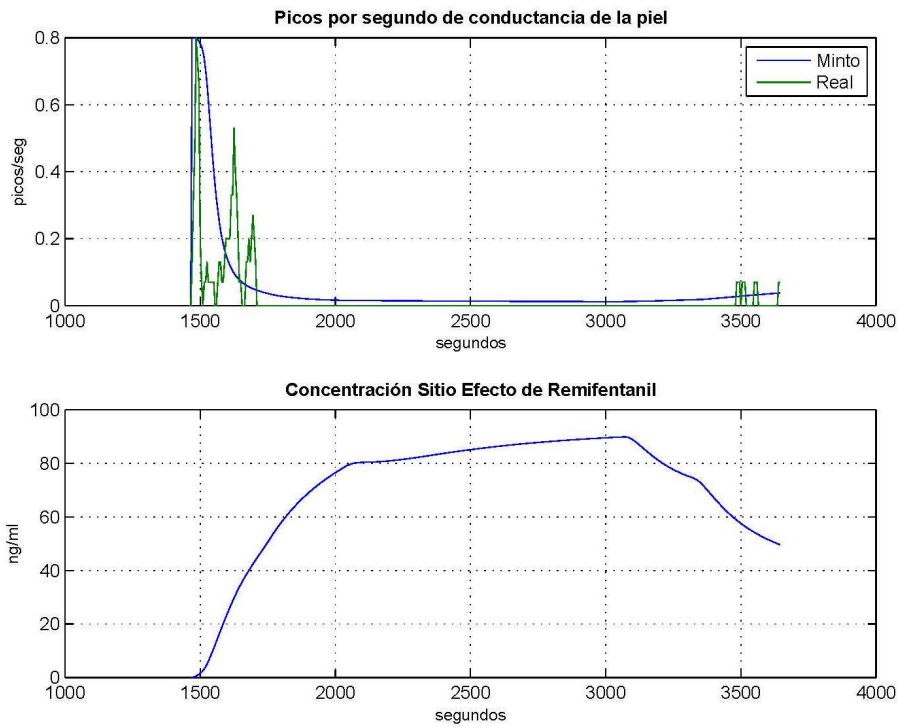 Picos por segundo de conductancia de la piel
0.8
0.6
0.4
0.2
0
picos/seg
Minto
Real
1000 1500 2000 2500 3000 3500 4000
segundos
Concentración Sitio Efecto de Remifentanil
100
80
60
40
20
0
ng/ml
1000 1500 2000 2500 3000 3500 4000
segundos